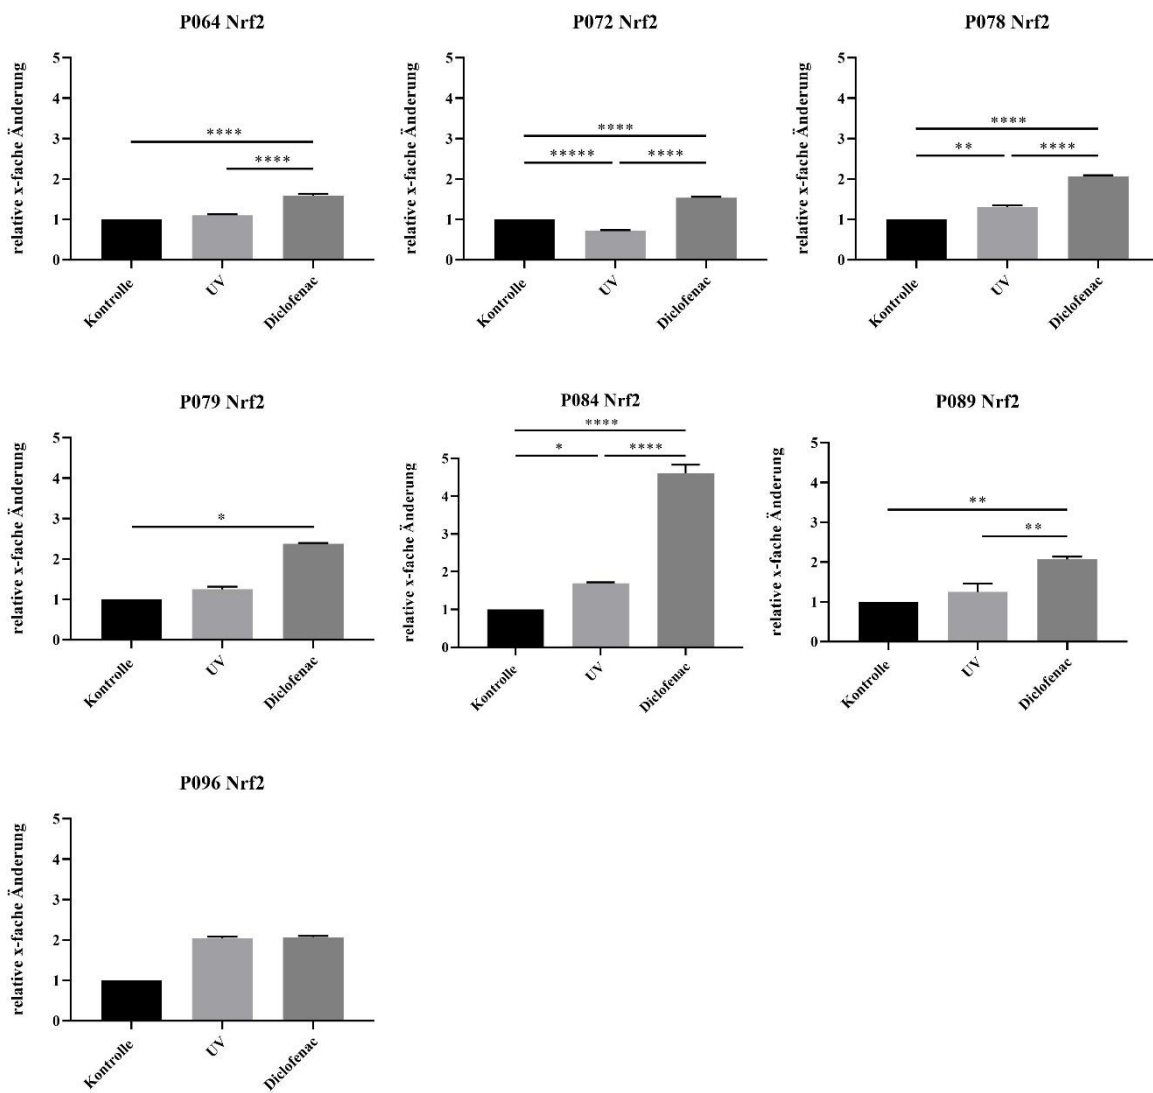 P064 Nrf2
relative x-fache Änderung
5
4
3
2
1
0
****
****
Kontrolle
UV
Diclofenac
P072 Nrf2
relative x-fache Änderung
5
4
3
2
1
0
****
*****
****
Kontrolle
UV
Diclofenac
P078 Nrf2
relative x-fache Änderung
5
4
3
2
1
0
****
**
****
Kontrolle
UV
Diclofenac
P079 Nrf2
relative x-fache Änderung
5
4
3
2
1
0
*
Kontrolle
UV
Diclofenac
P084 Nrf2
relative x-fache Änderung
5
4
3
2
1
0
****
*
****
Kontrolle
UV
Diclofenac
P089 Nrf2
relative x-fache Änderung
5
4
3
2
1
0
**
**
Kontrolle
UV
Diclofenac
P096 Nrf2
relative x-fache Änderung
5
4
3
2
1
0
Kontrolle
UV
Diclofenac